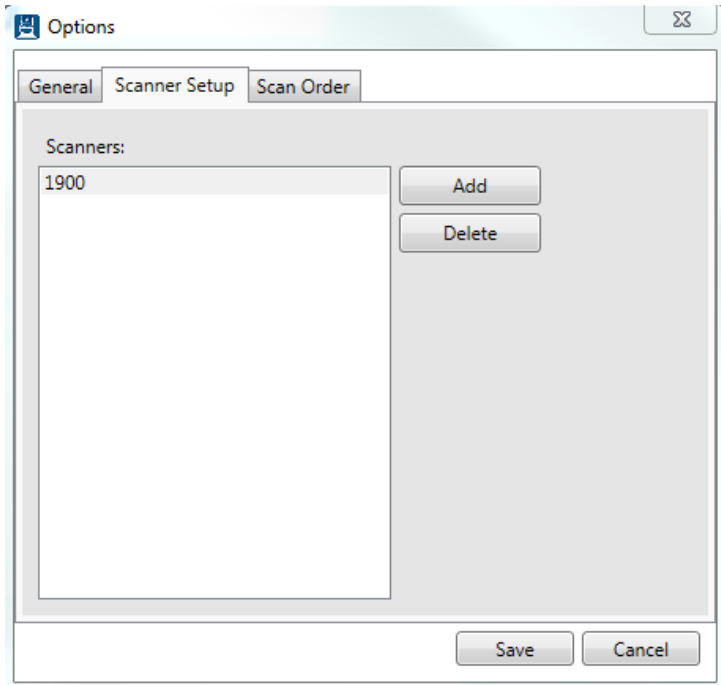 Options
General Scanner Setup Scan Order
Scanners:
1900
Add
Delete
Save Cancel